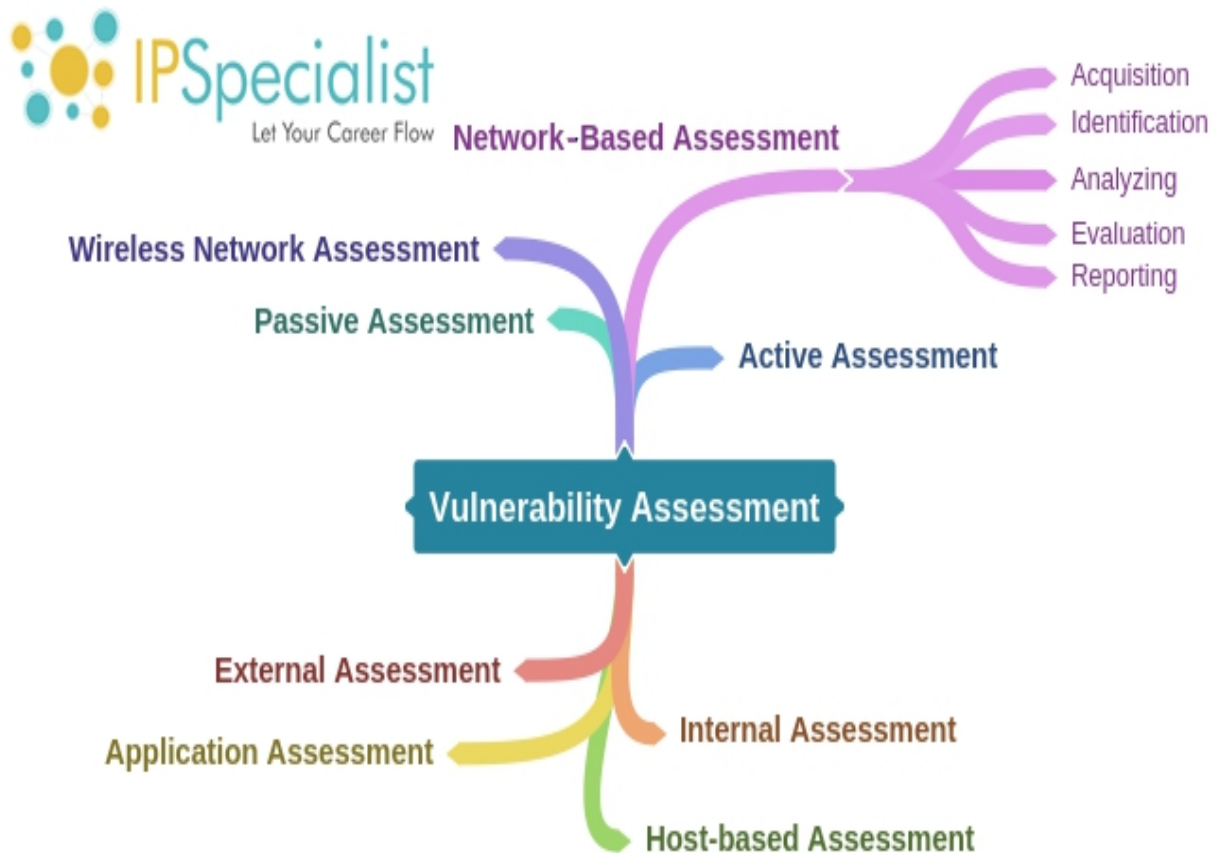 IPSpecialist
Let Your Career Flow
Network-Based Assessment
Acquisition
Identification
Analyzing
Evaluation
Reporting
Wireless Network Assessment
Passive Assessment
Active Assessment
Vulnerability Assessment
External Assessment
Internal Assessment
Application Assessment
Host-based Assessment